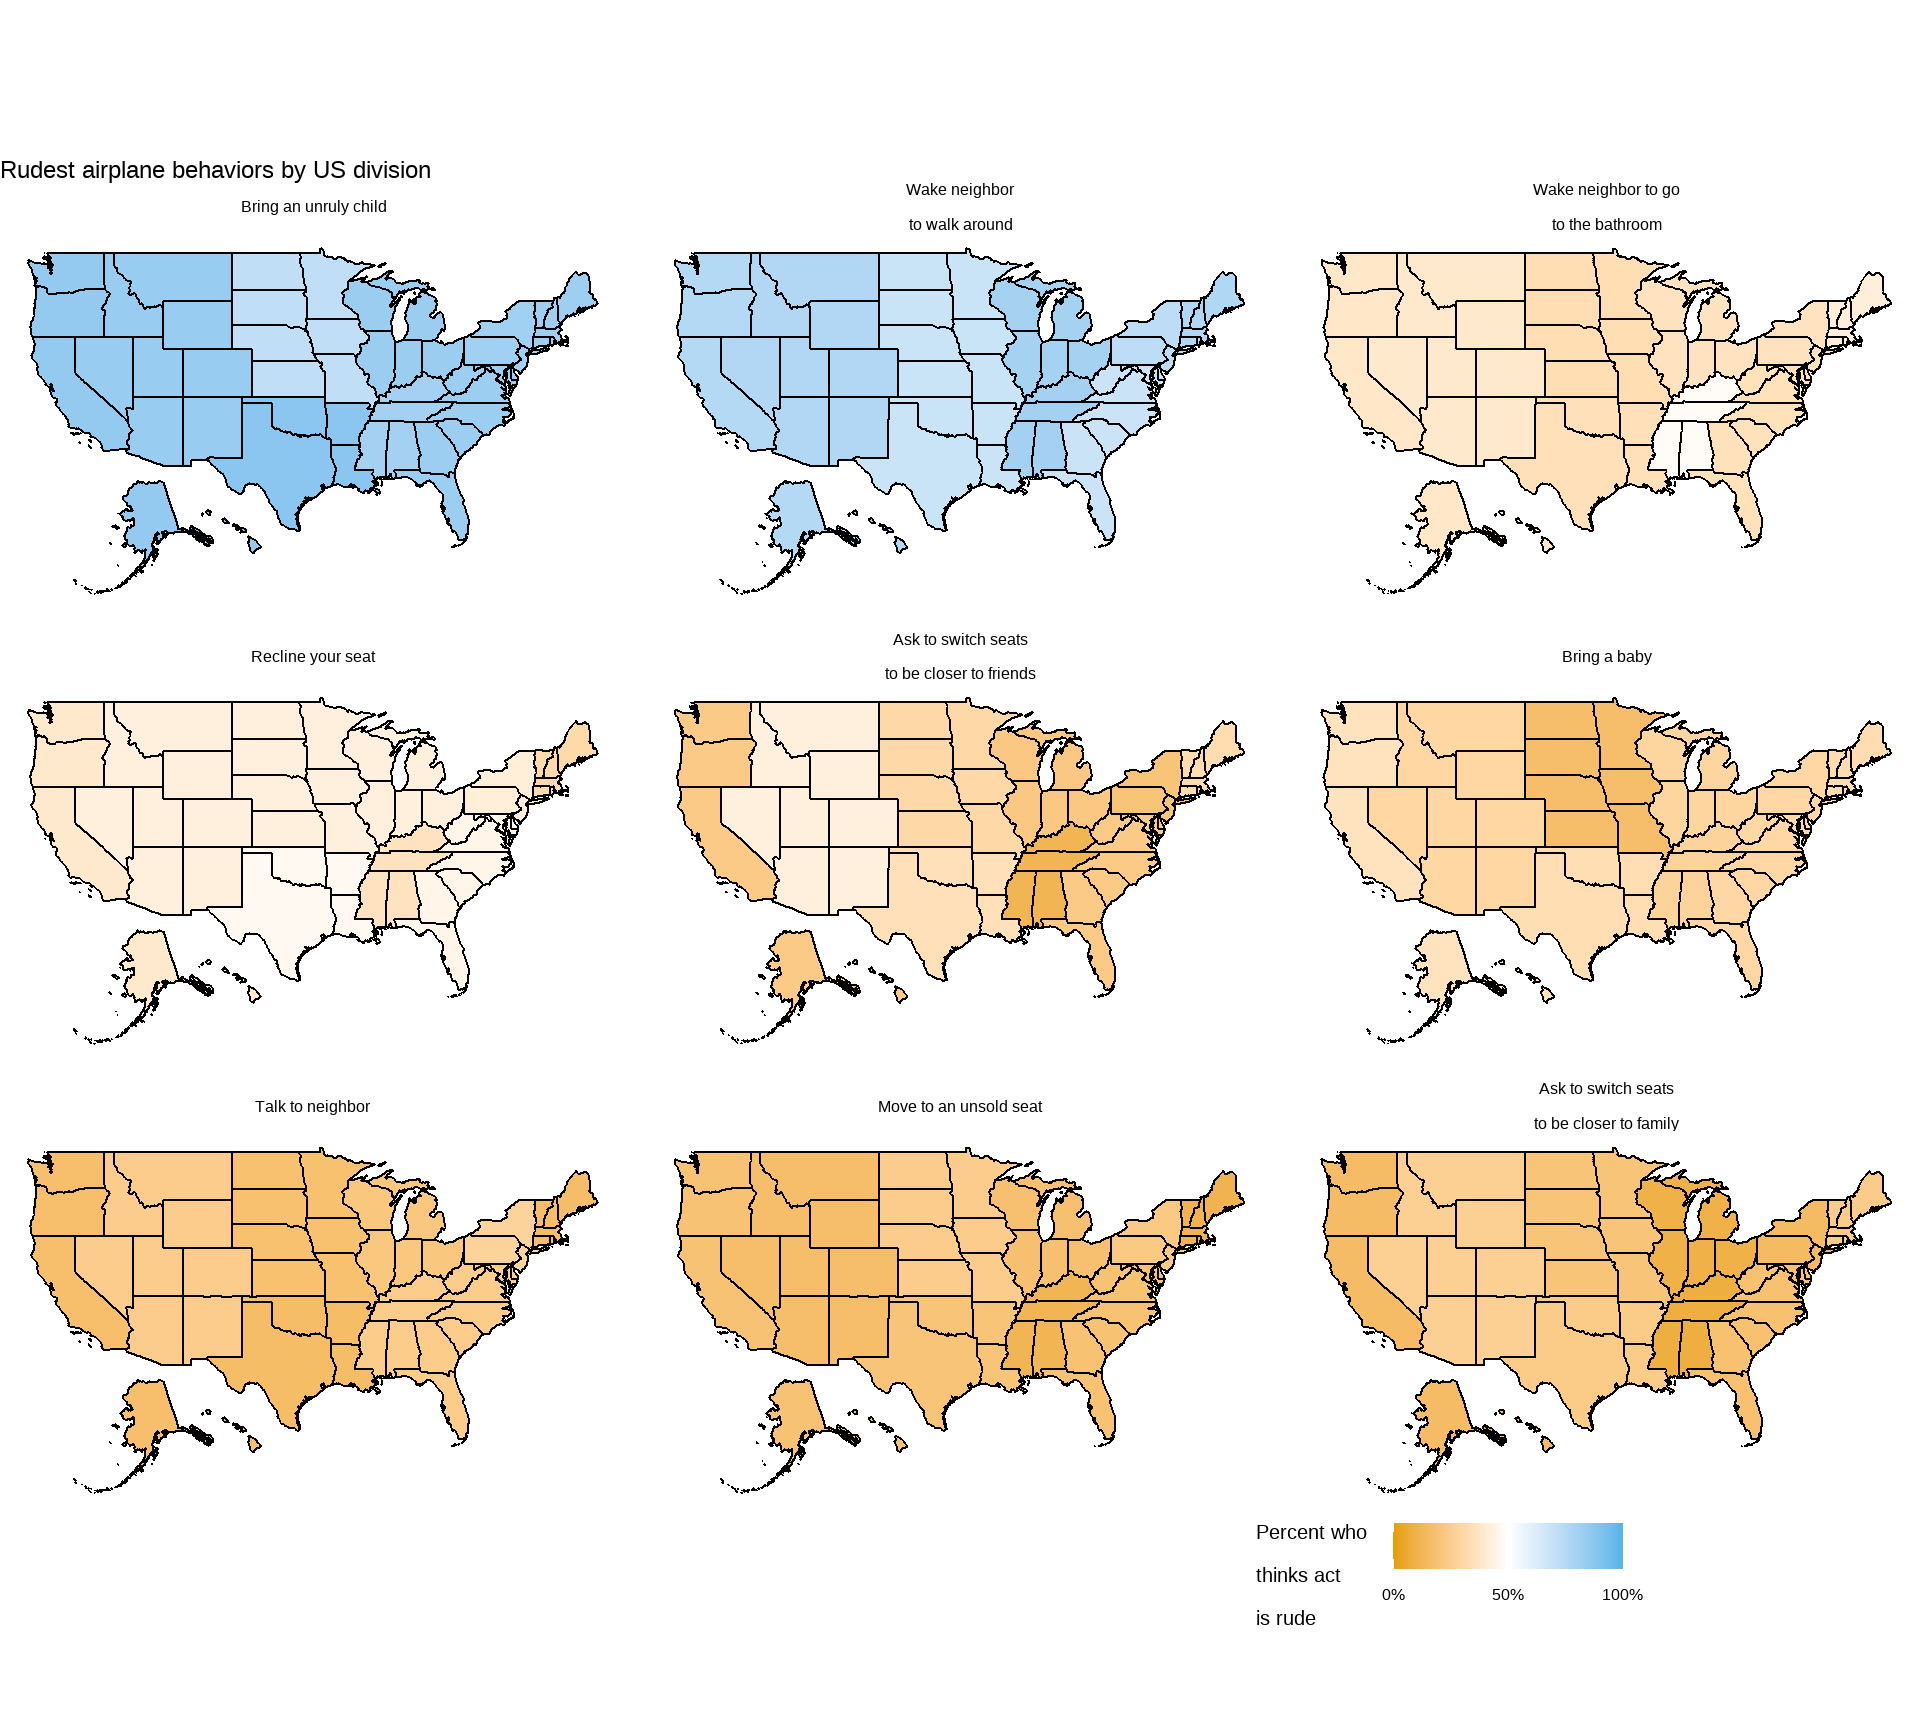 Rudest airplane behaviors by US division
Bring an unruly child
Wake neighbor
to walk around
Wake neighbor to go
to the bathroom
Recline your seat
Ask to switch seats
to be closer to friends
Bring a baby
Talk to neighbor
Move to an unsold seat
Ask to switch seats
to be closer to family
Percent who
thinks act
is rude
0% 50% 100%